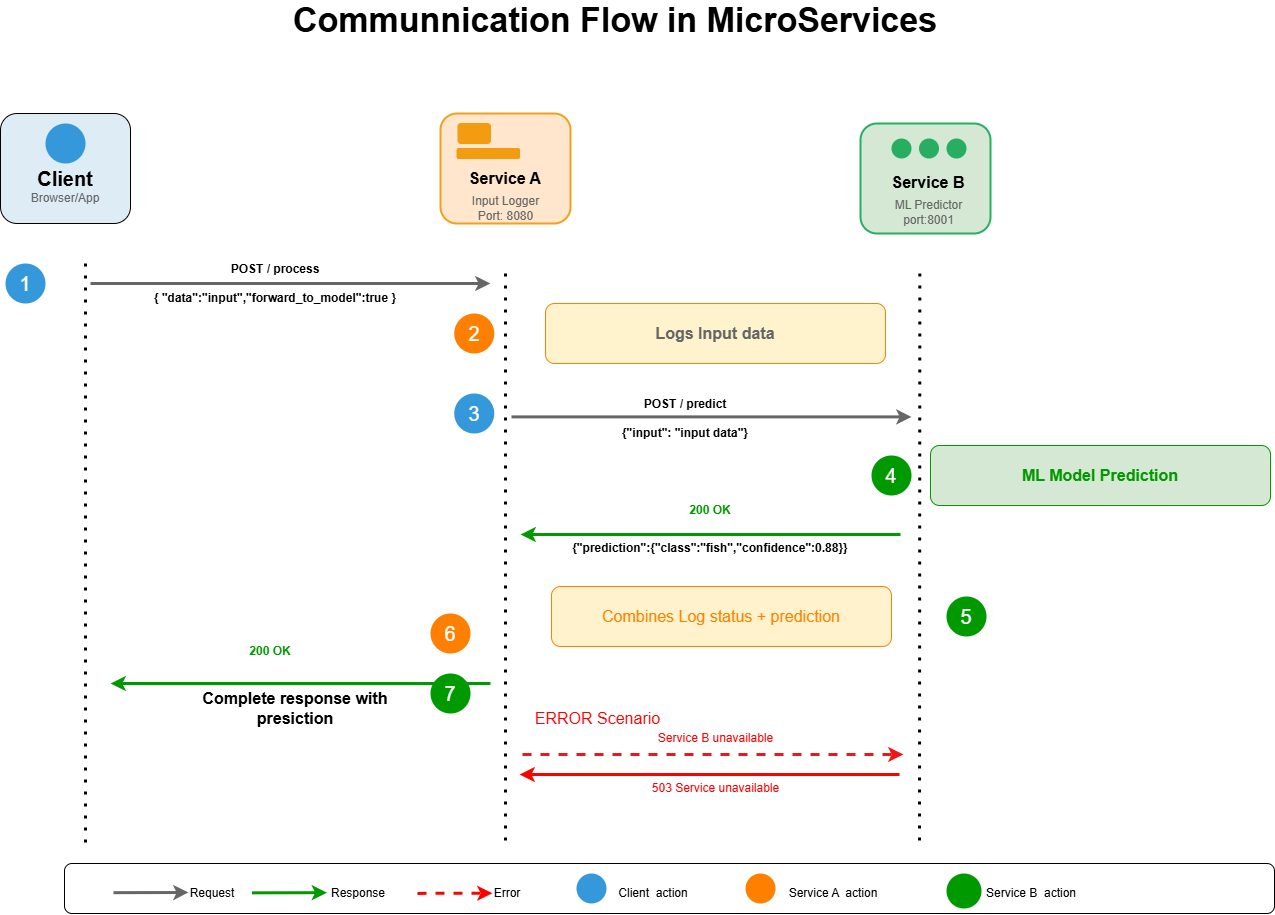 Communnication Flow in MicroServices
Client
Browser/App
Service A
Input Logger
Port: 8080
Service B
ML Predictor
port:8001
1
POST / process
{ "data":"input","forward_to_model":true }
2
Logs Input data
3
POST / predict
{"input": "input data"}
4
ML Model Prediction
200 OK
{"prediction":{"class":"fish","confidence":0.88}}
Combines Log status + prediction
5
6
200 OK
7
Complete response with
presiction
ERROR Scenario
Service B unavailable
503 Service unavailable
Request
Response
Error
Client action
Service A action
Service B action